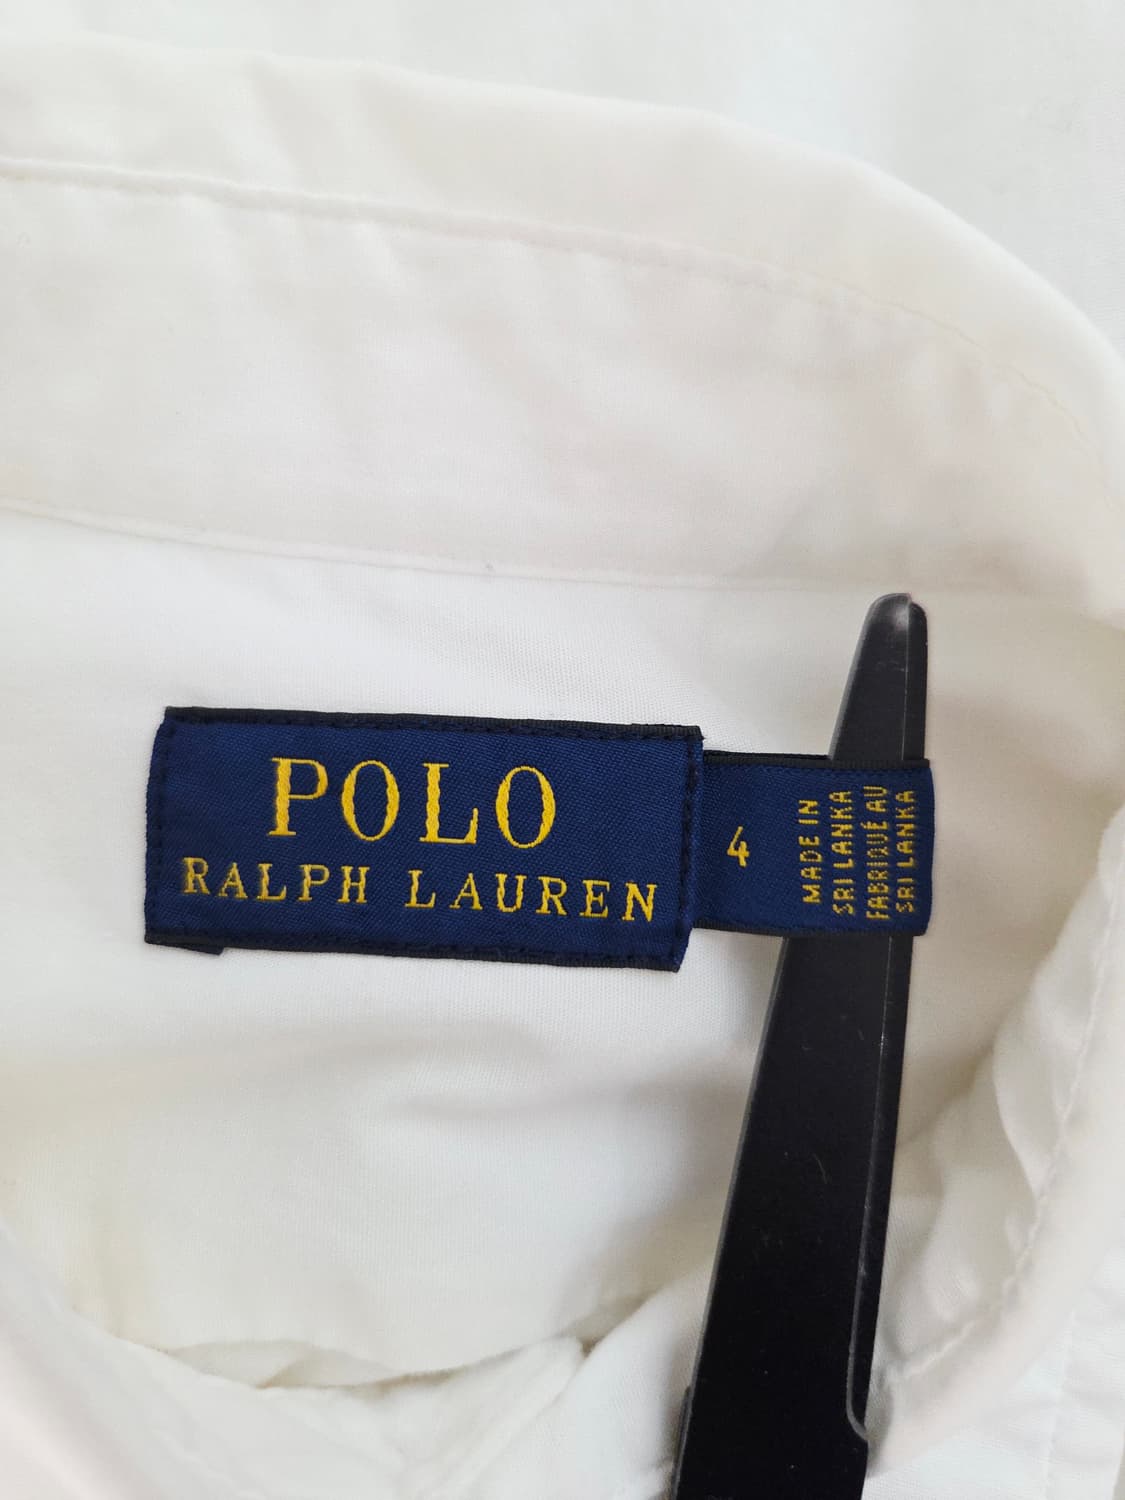 POLO
RALPH LAUREN
4
MADE IN
SRI LANKA
FABRIQUÉ AU
SRI LANKA